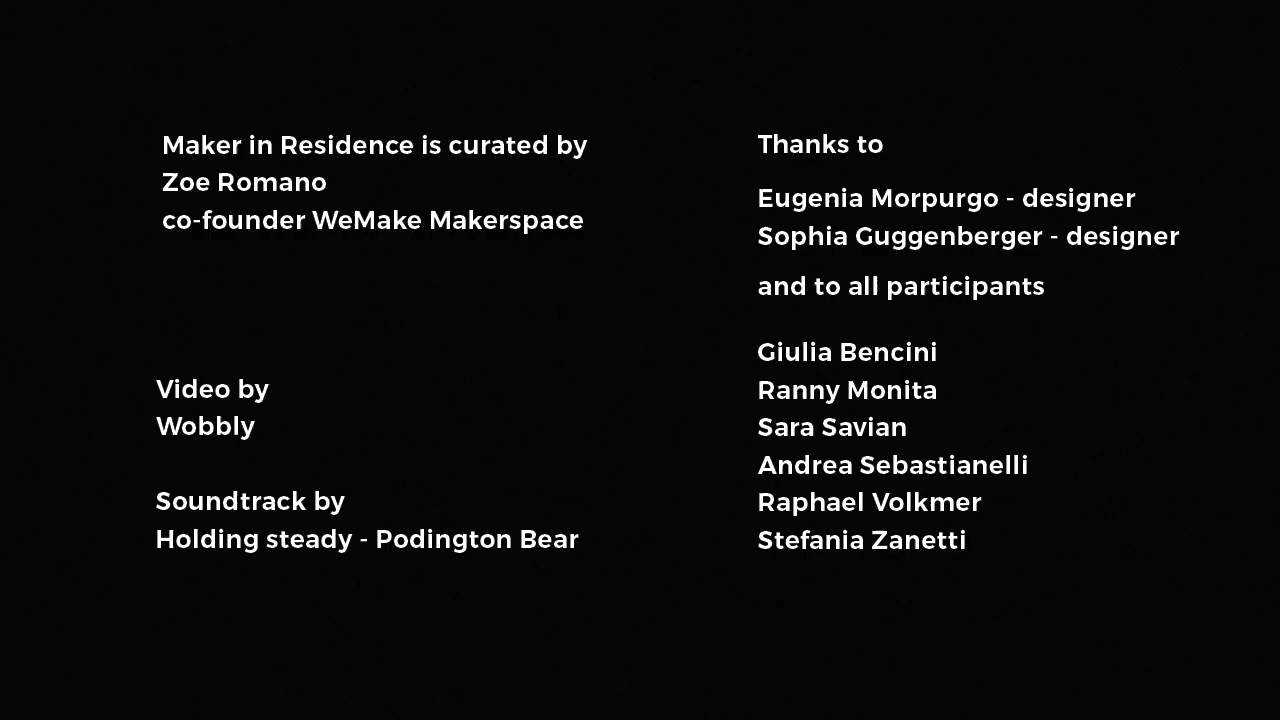 Maker in Residence is curated by
Zoe Romano
co-founder WeMake Makerspace
Video by
Wobbly
Soundtrack by
Holding steady - Podington Bear
Thanks to
Eugenia Morpurgo - designer
Sophia Guggenberger - designer
and to all participants
Giulia Bencini
Ranny Monita
Sara Savian
Andrea Sebastianelli
Raphael Volkmer
Stefania Zanetti